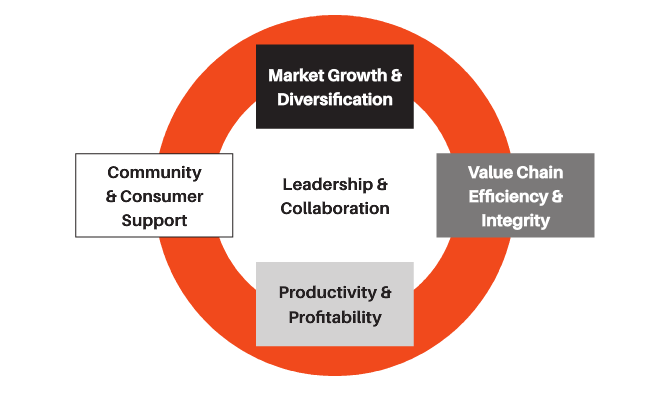 Market Growth &
Diversification
Community
& Consumer
Support
Leadership &
Collaboration
Value Chain
Efficiency &
Integrity
Productivity &
Profitability